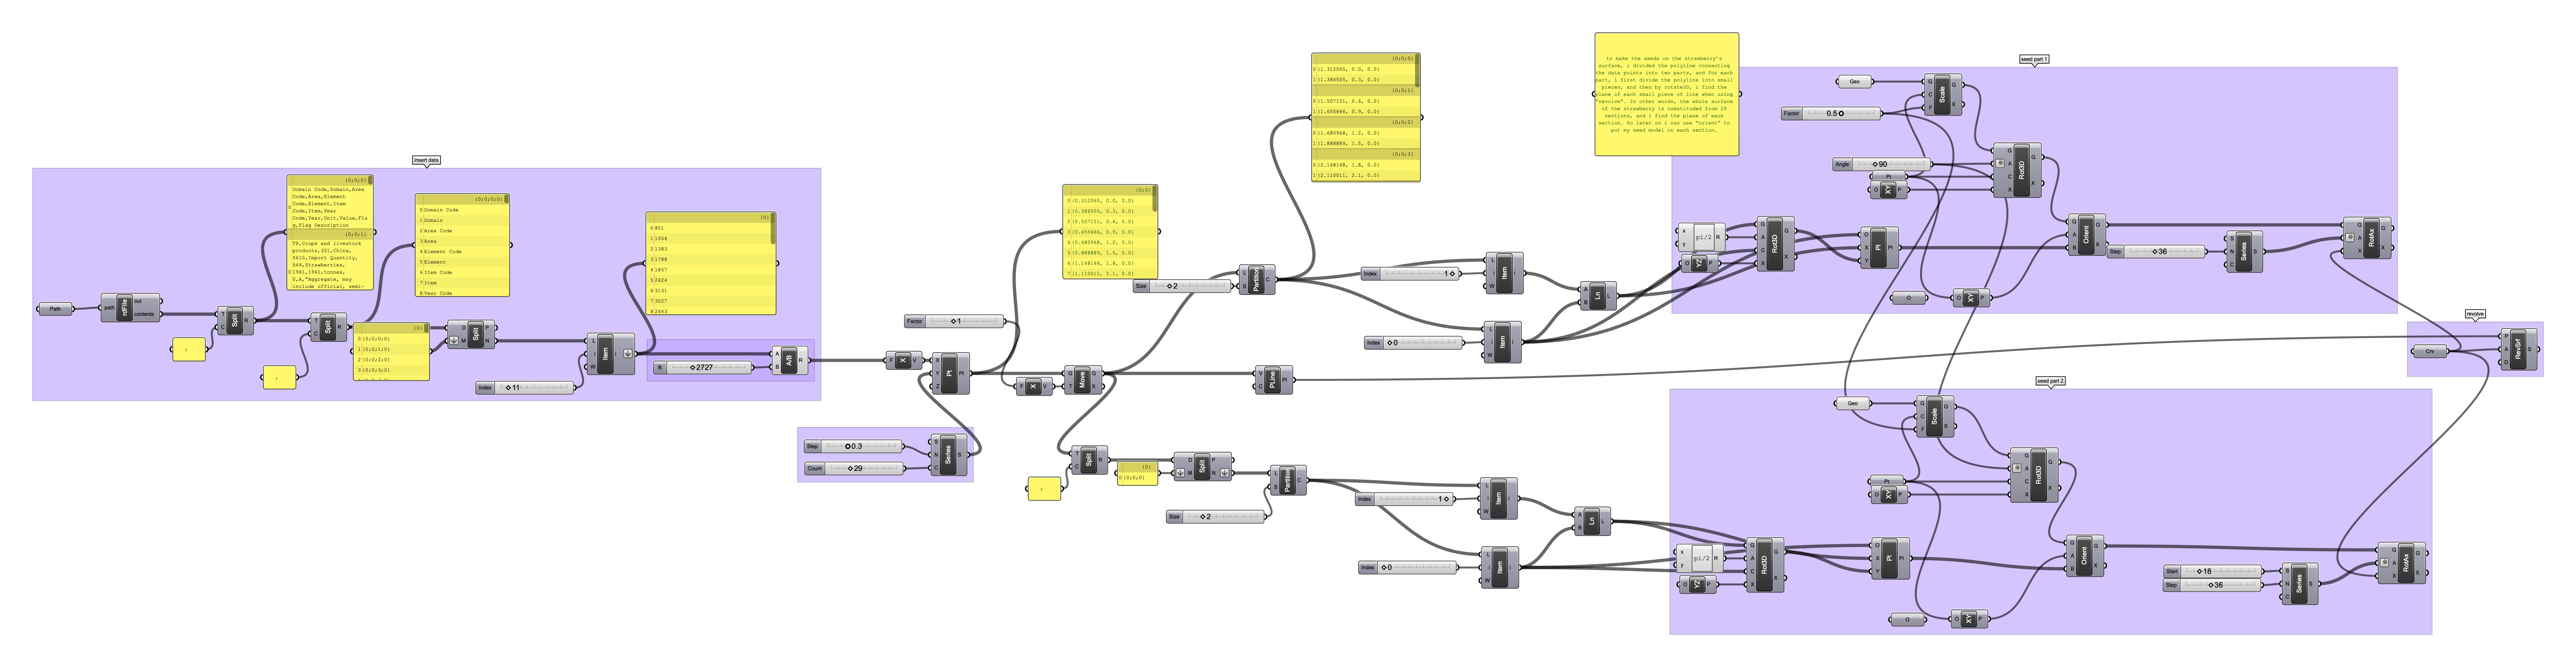 insert data
Path
path
rdFile
out
contents
T
C
Split
R
,
T
C
Split
R
,
{0;0;0}
0
Domain Code,Domain,Area
Code,Area,Element
Code,Element,Item
Code,Item,Year
Code,Year,Unit,Value,Fla
g,Flag Description
{0;0;1}
0
TP,Crops and livestock
products,351,China,
5610,Import Quantity,
544,Strawberries,
1961,1961,tonnes,
0,A,"Aggregate, may
include official, semi-
{0;0;0;0}
0 Domain Code
1 Domain
2 Area Code
3 Area
4 Element Code
5 Element
6 Item Code
7 Item
8 Year Code
{0}
0 {0;0;0;0}
1 {0;0;1;0}
2 {0;0;2;0}
3 {0;0;3;0}
D
M
Split
P
N
Index
11
L
i
W
Item
i
{0}
0 851
1 1054
2 1383
3 1788
4 1857
5 2424
6 3131
7 3027
8 2443
B
2727
A
B
A/B
R
Step
0.3
Count
29
S
N
C
Series
S
F
X
V
X
Y
Z
Pt
Pt
Factor
1
F
X
V
G
T
Move
G
X
{0;0}
0 {0.312065, 0.0, 0.0}
1 {0.386505, 0.3, 0.0}
2 {0.507151, 0.6, 0.0}
3 {0.655666, 0.9, 0.0}
4 {0.680968, 1.2, 0.0}
5 {0.888889, 1.5, 0.0}
6 {1.148148, 1.8, 0.0}
7 {1.110011, 2.1, 0.0}
Size
2
L
S
Partition
C
{0;0;0}
0 {1.312065, 0.0, 0.0}
1 {1.386505, 0.3, 0.0}
{0;0;1}
0 {1.507151, 0.6, 0.0}
1 {1.655666, 0.9, 0.0}
{0;0;2}
0 {1.680968, 1.2, 0.0}
1 {1.888889, 1.5, 0.0}
{0;0;3}
0 {2.148148, 1.8, 0.0}
1 {2.110011, 2.1, 0.0}
V
C
PLine
Pl
Index
1
L
i
W
Item
i
Index
0
L
i
W
Item
i
A
B
Ln
L
to make the seeds on the strawberry's
surface, i divided the polyline connecting
the data points into two parts, and for each
part, i first divide the polyline into small
pieces, and then by rotate3D, i find the
plane of each small piece of line when using
"revolve". In other words, the whole surface
of the strawberry is constituded from 29
sections, and i find the plane of each
section. So later on i can use "orient" to
put my seed model on each section.
seed part 1
Geo
Factor
0.5
G
C
F
Scale
G
X
Angle
90
Pt
O
XY
P
G
A
C
X
Rot3D
G
X
x
y
pi/2
R
O
YZ
P
G
A
C
X
Rot3D
G
X
O
X
Y
Pl
Pl
O
O
XY
P
G
A
B
Orient
G
X
Step
36
S
N
C
Series
S
G
A
X
RotAx
G
X
revolve
Crv
P
A
D
RevSrf
S
T
C
Split
R
,
{0}
0 {0;0;0}
D
M
Split
P
N
Size
2
L
S
Partition
C
Index
1
L
i
W
Item
i
Index
0
L
i
W
Item
i
A
B
Ln
L
seed part 2
Geo
G
C
F
Scale
G
X
Pt
O
XY
P
G
A
C
X
Rot3D
G
X
x
y
pi/2
R
O
YZ
P
G
A
C
X
Rot3D
G
X
O
X
Y
Pl
Pl
O
O
XY
P
G
A
B
Orient
G
X
Start
18
Step
36
S
N
C
Series
S
G
A
X
RotAx
G
X